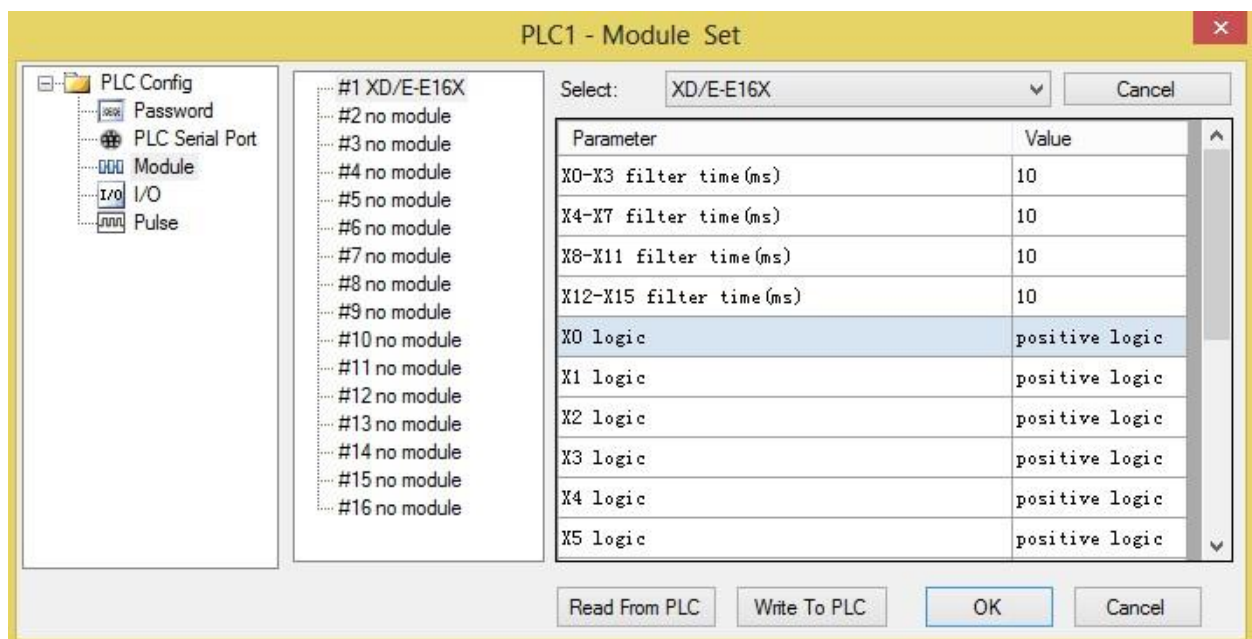 PLC1 - Module Set
PLC Config
Password
PLC Serial Port
Module
I/O I/O
Pulse
#1 XD/E-E16X
#2 no module
#3 no module
#4 no module
#5 no module
#6 no module
#7 no module
#8 no module
#9 no module
#10 no module
#11 no module
#12 no module
#13 no module
#14 no module
#15 no module
#16 no module
Select: XD/E-E16X Cancel
Parameter Value
X0-X3 filter time(ms) 10
X4-X7 filter time(ms) 10
X8-X11 filter time(ms) 10
X12-X15 filter time(ms) 10
X0 logic positive logic
X1 logic positive logic
X2 logic positive logic
X3 logic positive logic
X4 logic positive logic
X5 logic positive logic
Read From PLC Write To PLC OK Cancel